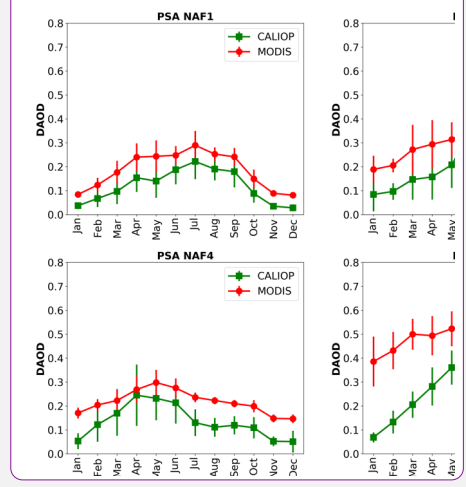 PSA NAF1
DAOD
0.8
0.7
0.6
0.5
0.4
0.3
0.2
0.1
0.0
CALIOP
MODIS
Jan
Feb
Mar
Apr
May
Jun
Jul
Aug
Sep
Oct
Nov
Dec
DAOD
0.8
0.7
0.6
0.5
0.4
0.3
0.2
0.1
0.0
Jan
Feb
Mar
Apr
May
PSA NAF4
DAOD
0.8
0.7
0.6
0.5
0.4
0.3
0.2
0.1
0.0
CALIOP
MODIS
Jan
Feb
Mar
Apr
May
Jun
Jul
Aug
Sep
Oct
Nov
Dec
DAOD
0.8
0.7
0.6
0.5
0.4
0.3
0.2
0.1
0.0
Jan
Feb
Mar
Apr
May